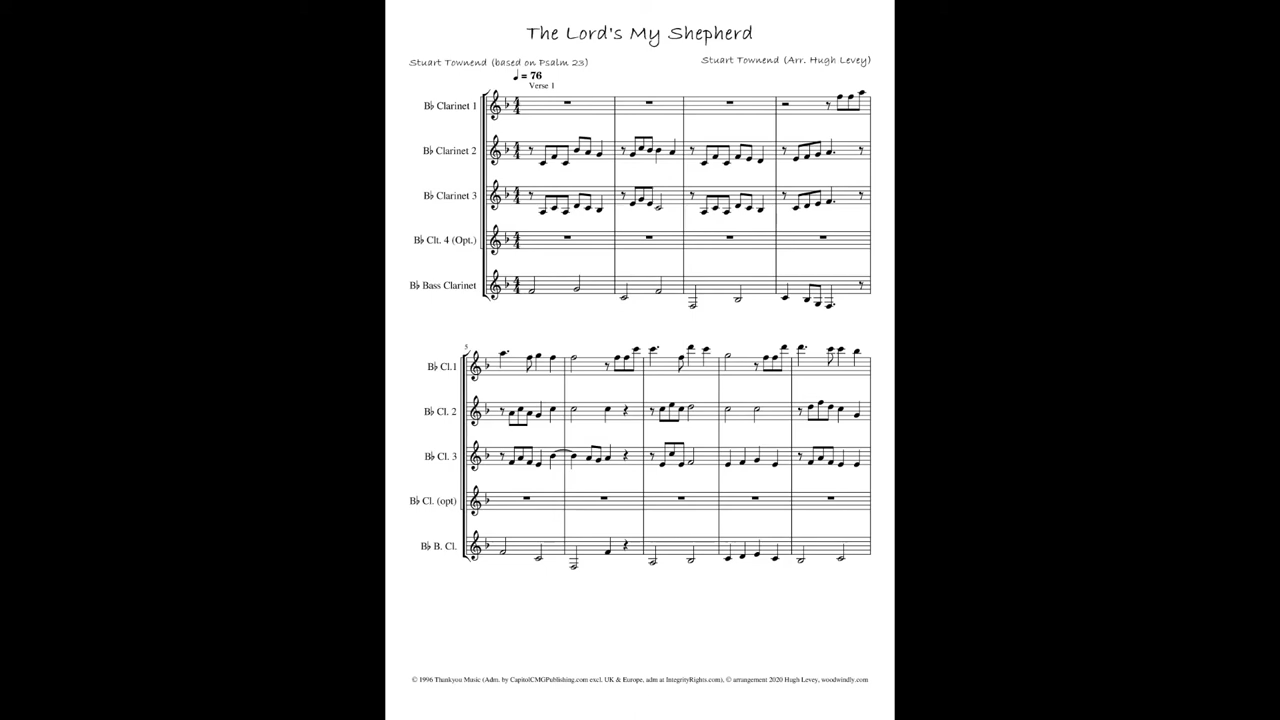 The Lord's My Shepherd
Stuart Townend (based on Psalm 23)
Stuart Townend (Arr. Hugh Levey)
♩ = 76
Verse 1
B♭ Clarinet 1
B♭ Clarinet 2
B♭ Clarinet 3
B♭ Clt. 4 (Opt.)
B♭ Bass Clarinet
5
B♭ Cl.1
B♭ Cl. 2
B♭ Cl. 3
B♭ Cl. (opt)
B♭ B. Cl.
© 1996 Thankyou Music (Adm. by CapitolCMGPublishing.com excl. UK & Europe, adm at IntegrityRights.com), © arrangement 2020 Hugh Levey, woodwindly.com